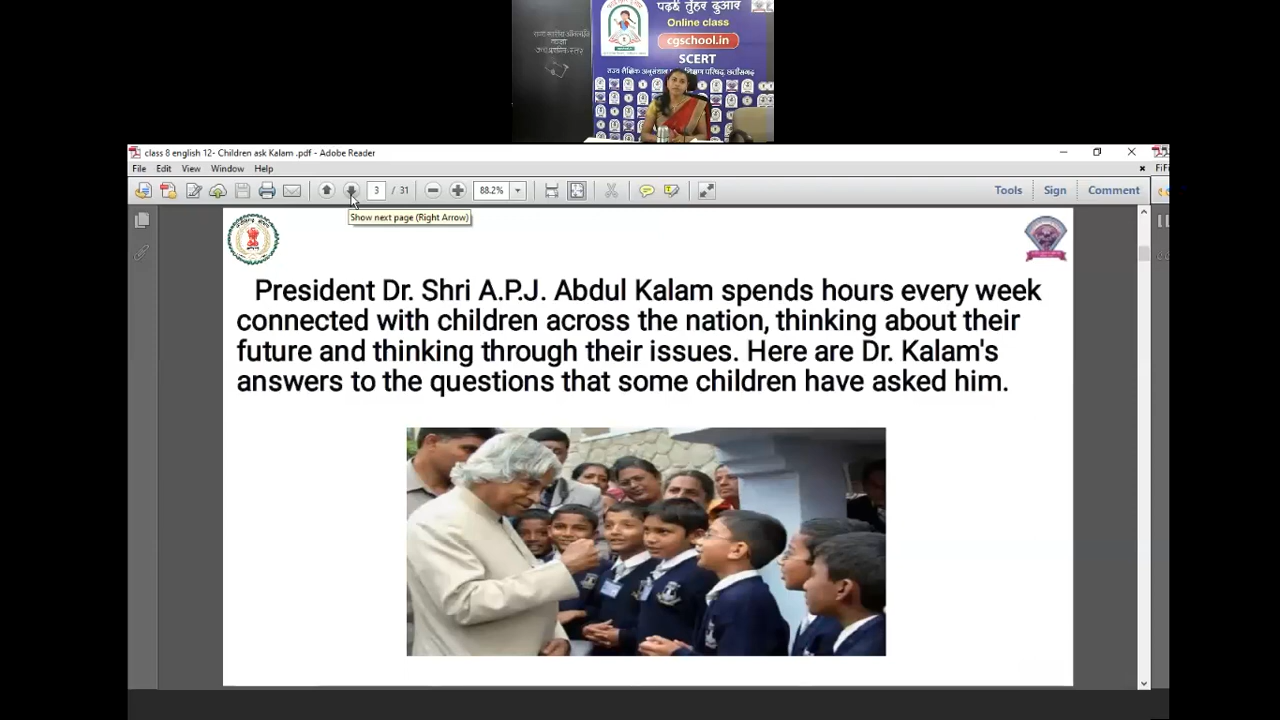 पढ़ई तुंहर दुआर
Online class
cgschool.in
SCERT
class 8 english 12- Children ask Kalam .pdf - Adobe Reader
File Edit View Window Help
3 / 31 88.2% Tools Sign Comment
Show next page (Right Arrow)
President Dr. Shri A.P.J. Abdul Kalam spends hours every week
connected with children across the nation, thinking about their
future and thinking through their issues. Here are Dr. Kalam's
answers to the questions that some children have asked him.